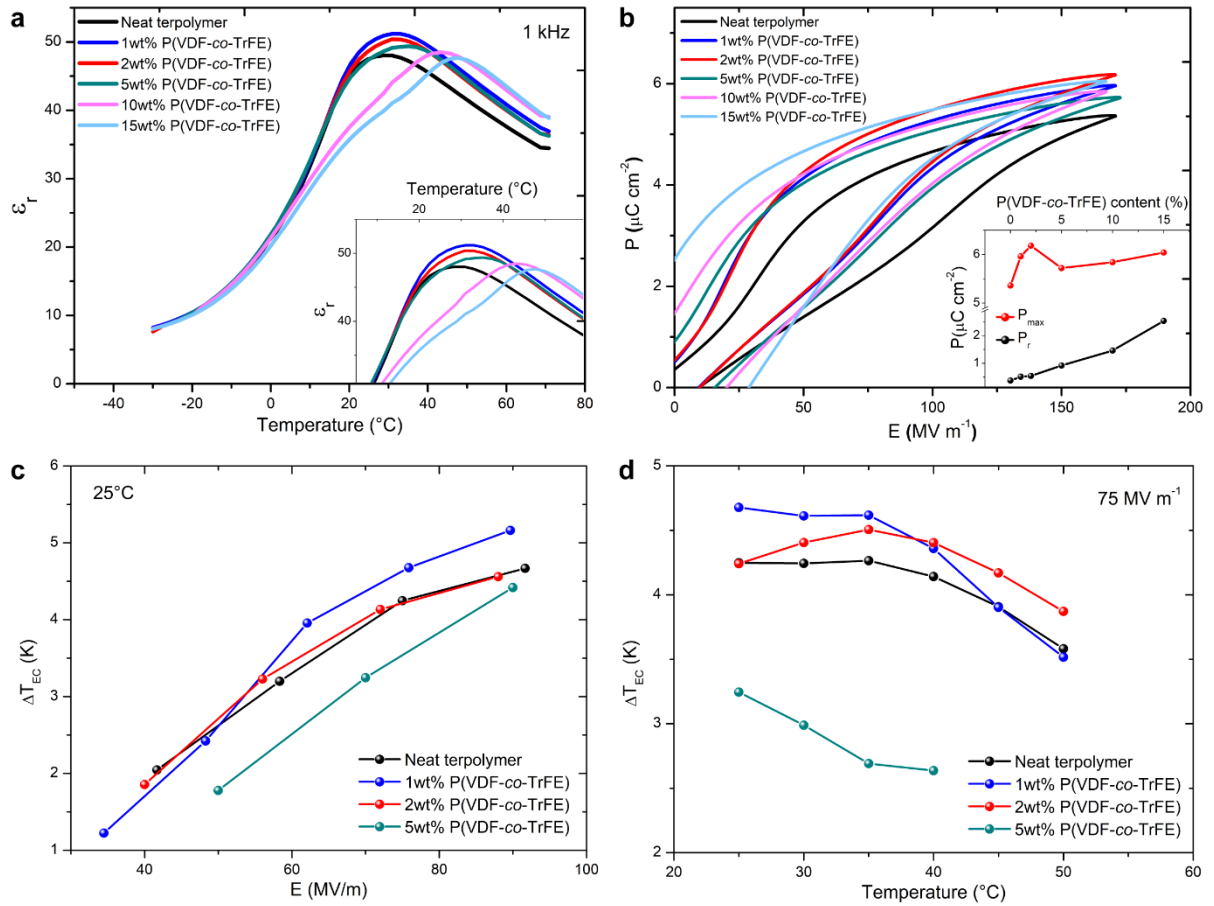 a
Neat terpolymer
1wt% P(VDF-co-TrFE)
2wt% P(VDF-co-TrFE)
5wt% P(VDF-co-TrFE)
10wt% P(VDF-co-TrFE)
15wt% P(VDF-co-TrFE)
1 kHz
50
40
30
20
10
0
εr
-40
-20
0
20
40
60
80
Temperature (°C)
Temperature (°C)
20
40
50
40
εr
b
Neat terpolymer
1wt% P(VDF-co-TrFE)
2wt% P(VDF-co-TrFE)
5wt% P(VDF-co-TrFE)
10wt% P(VDF-co-TrFE)
15wt% P(VDF-co-TrFE)
8
6
4
2
0
P (μC cm⁻²)
0
50
100
150
200
E (MV m⁻¹)
P(VDF-co-TrFE) content (%)
0
5
10
15
6
5
2
1
P(μC cm⁻²)
Pmax
Pr
c
25°C
6
5
4
3
2
1
ΔTEC (K)
40
60
80
100
E (MV/m)
Neat terpolymer
1wt% P(VDF-co-TrFE)
2wt% P(VDF-co-TrFE)
5wt% P(VDF-co-TrFE)
d
75 MV m⁻¹
5
4
3
2
ΔTEC (K)
20
30
40
50
60
Temperature (°C)
Neat terpolymer
1wt% P(VDF-co-TrFE)
2wt% P(VDF-co-TrFE)
5wt% P(VDF-co-TrFE)